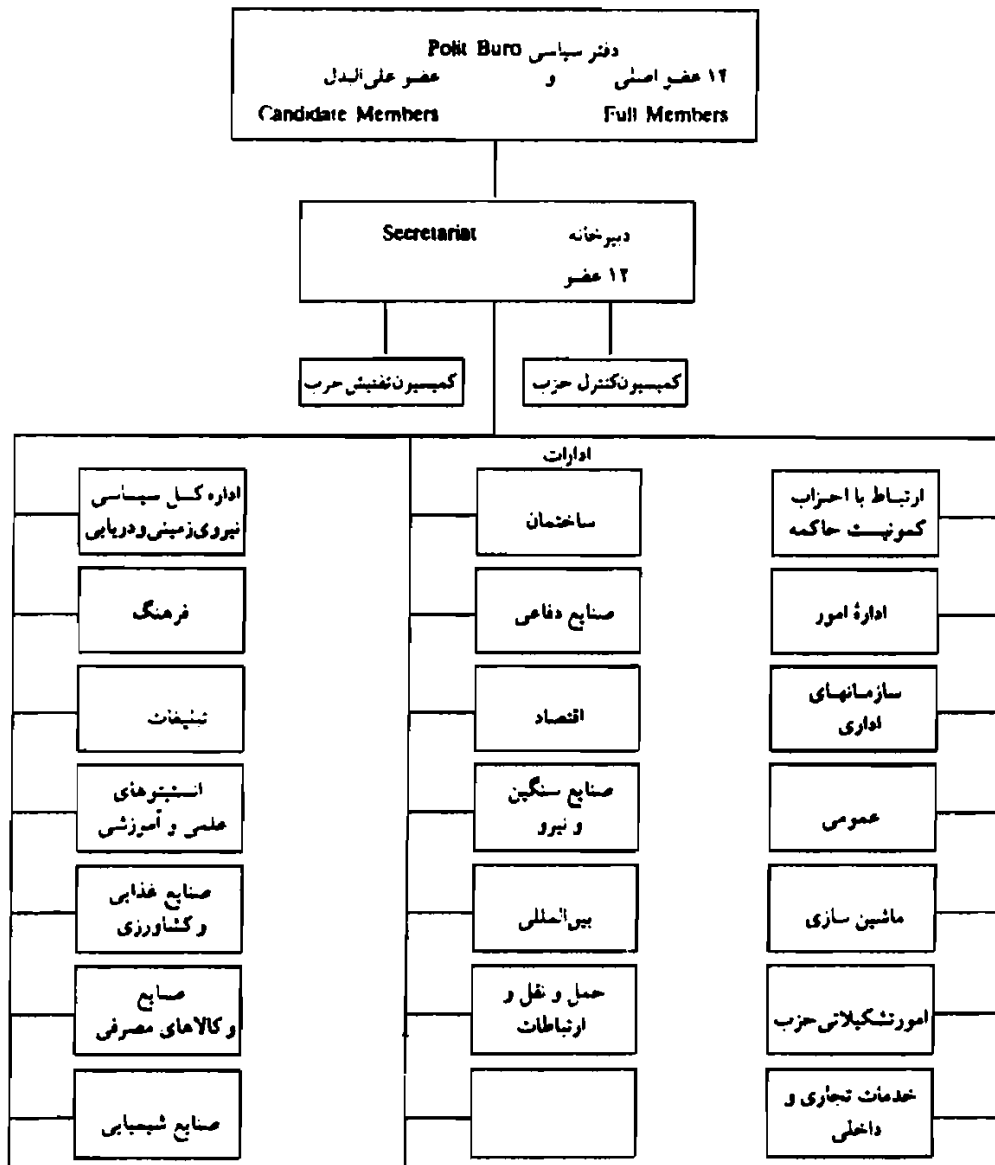 دفتر سیاسی Polit Buro
۱۲ عضو اصلی و عضو علی‌البدل
Full Members Candidate Members
دبیرخانه Secretariat
۱۲ عضو
کمیسیون کنترل حزب
کمیسیون تفتیش حزب
ادارات
ارتباط با احزاب
کمونیست حاکمه
ساختمان
اداره کل سیاسی
نیروی زمینی و دریایی
ادارهٔ امور
صنایع دفاعی
فرهنگ
سازمانهای
اداری
اقتصاد
تبلیغات
عمومی
صنایع سنگین
و نیرو
انستیتوهای
علمی و آموزشی
ماشین سازی
بین‌المللی
صنایع غذایی
و کشاورزی
امور تشکیلاتی حزب
حمل و نقل و
ارتباطات
صنایع
و کالاهای مصرفی
خدمات تجاری و
داخلی
صنایع شیمیایی